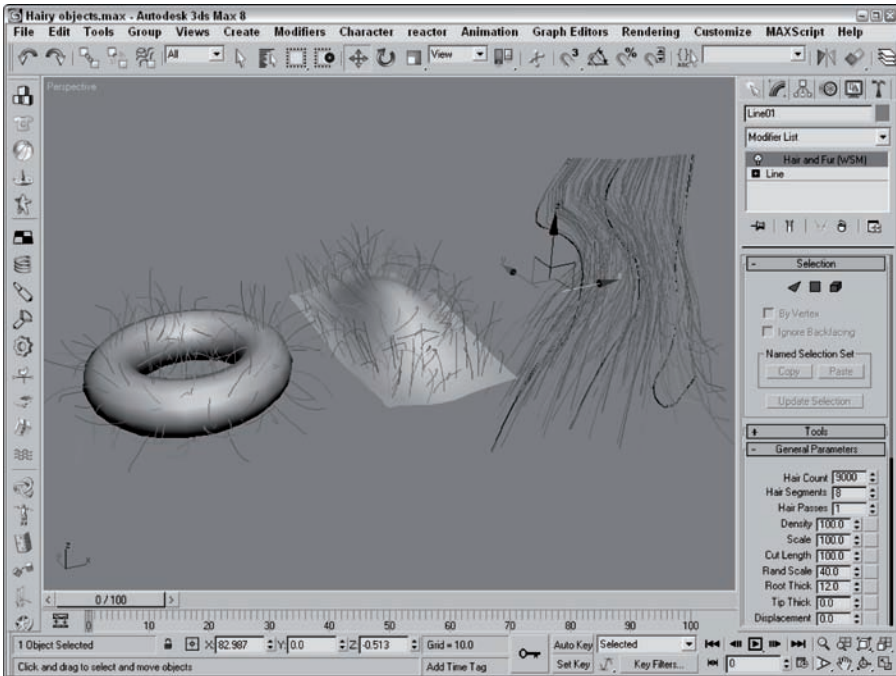 Hairy objects.max - Autodesk 3ds Max 8
File Edit Tools Group Views Create Modifiers Character reactor Animation Graph Editors Rendering Customize MAXScript Help
All
View
Perspective
Line01
Modifier List
Hair and Fur (WSM)
Line
- Selection
By Vertex
Ignore Backfacing
Named Selection Set
Copy Paste
Update Selection
+ Tools
- General Parameters
Hair Count 9000
Hair Segments 8
Hair Passes 1
Density 100.0
Scale 100.0
Cut Length 100.0
Rand Scale 40.0
Root Thick 12.0
Tip Thick 0.0
Displacement 0.0
z
x
< 0 / 100 >
0 10 20 30 40 50 60 70 80 90 100
1 Object Selected X: 82.987 Y: 0.0 Z: -0.513 Grid = 10.0 Auto Key Selected
Click and drag to select and move objects Add Time Tag Set Key Key Filters... 0